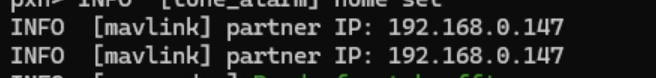 pxh> INFO [tone_alarm] home set
INFO [mavlink] partner IP: 192.168.0.147
INFO [mavlink] partner IP: 192.168.0.147
INFO